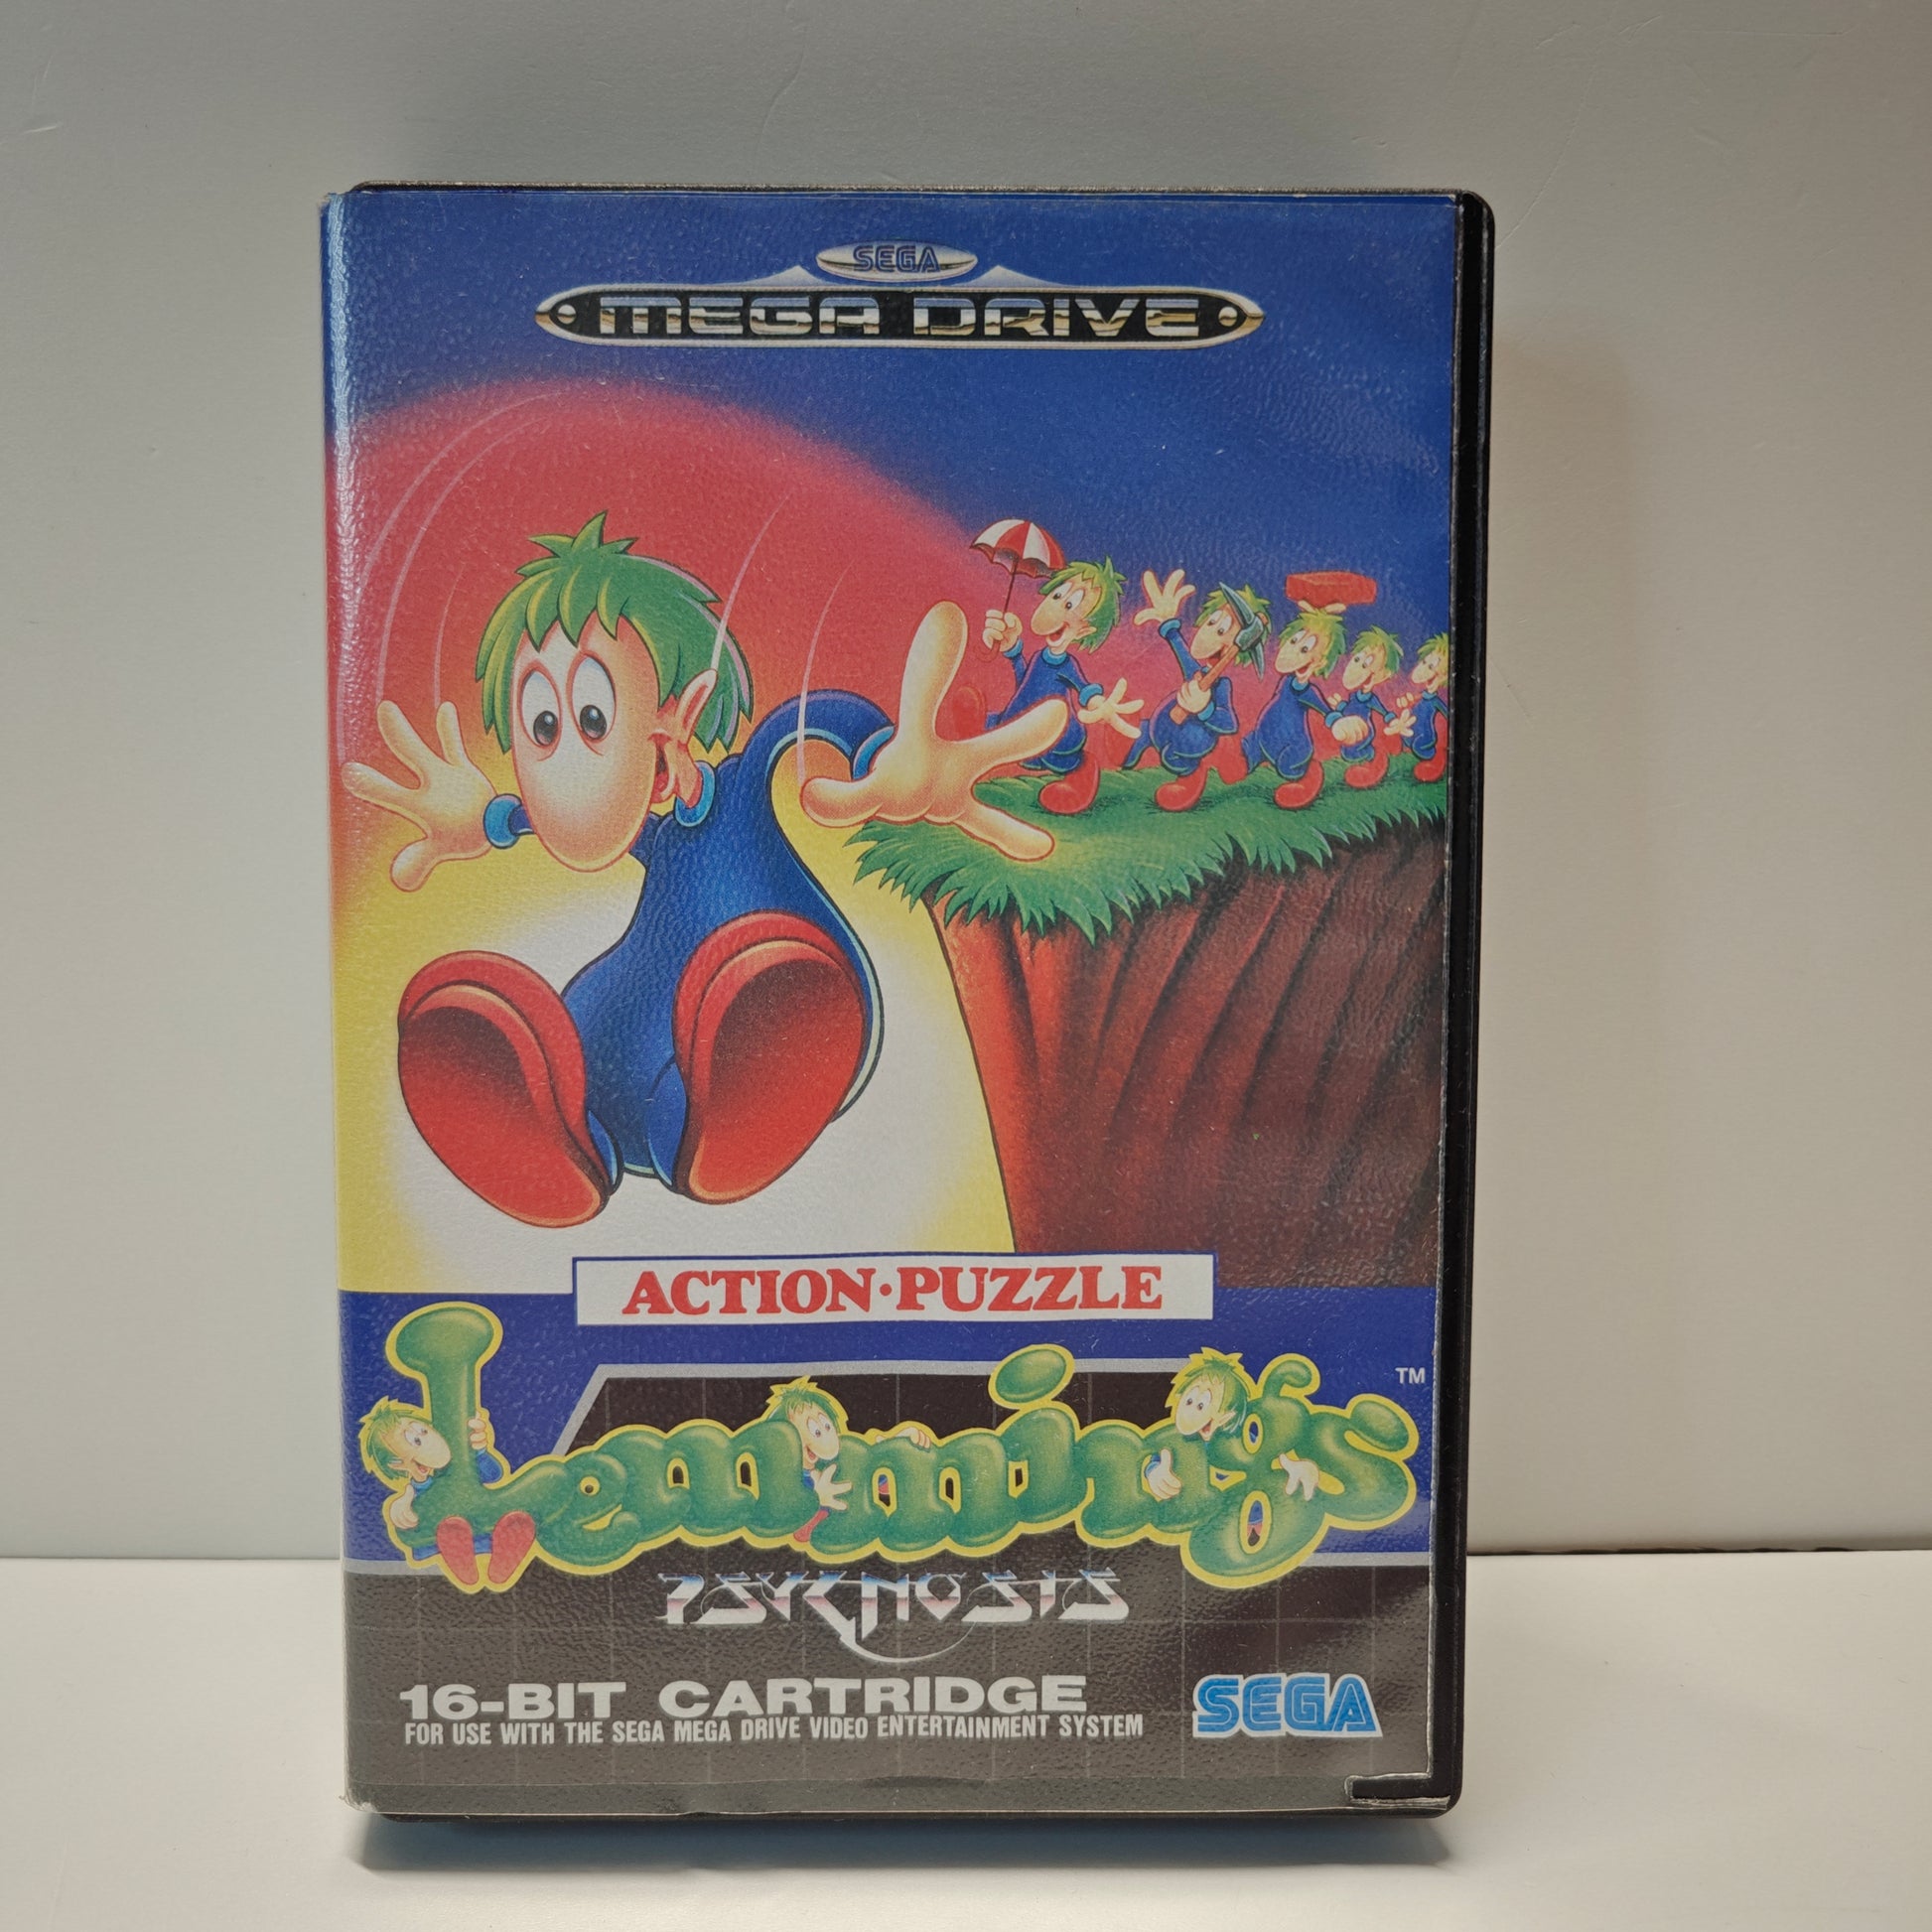 SEGA
MEGA DRIVE
ACTION·PUZZLE
Lemmings ™
PSYGNOSIS
16-BIT CARTRIDGE
FOR USE WITH THE SEGA MEGA DRIVE VIDEO ENTERTAINMENT SYSTEM
SEGA